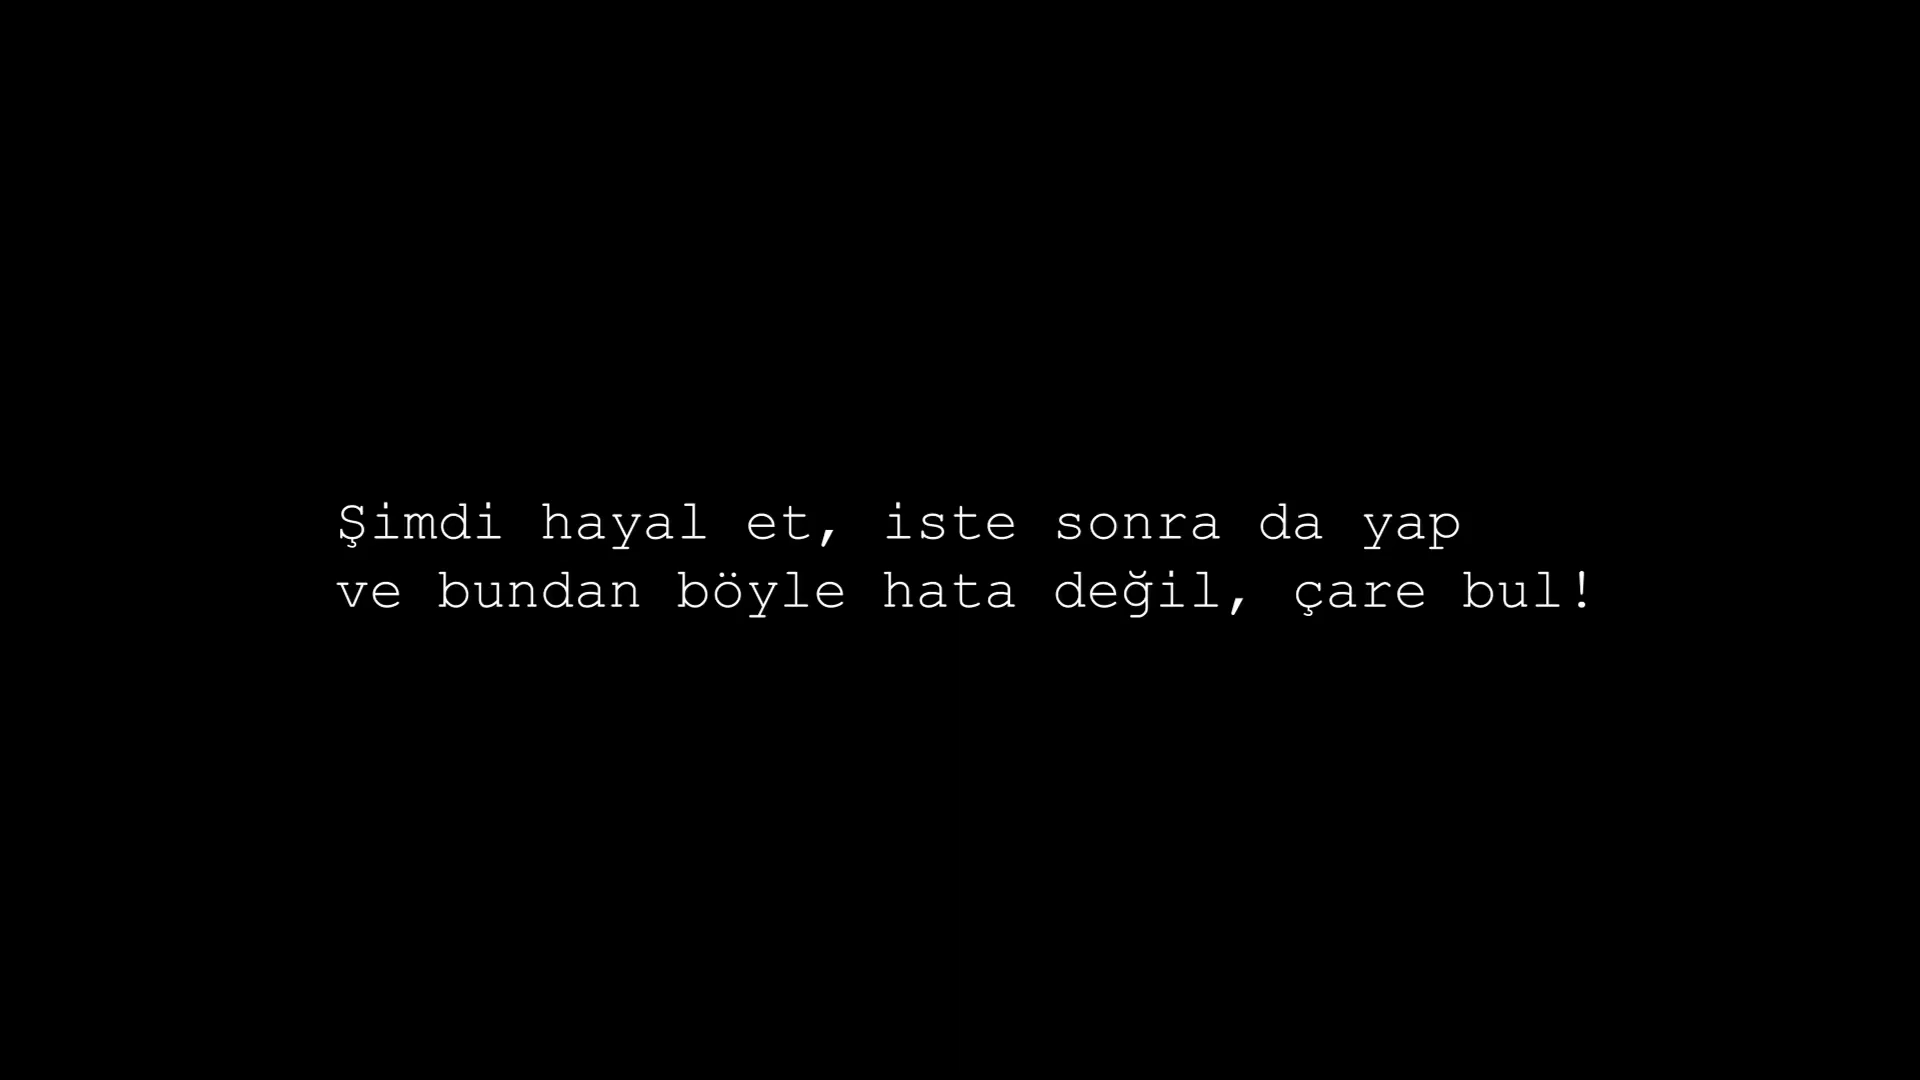 Şimdi hayal et, iste sonra da yap
ve bundan böyle hata değil, çare bul!